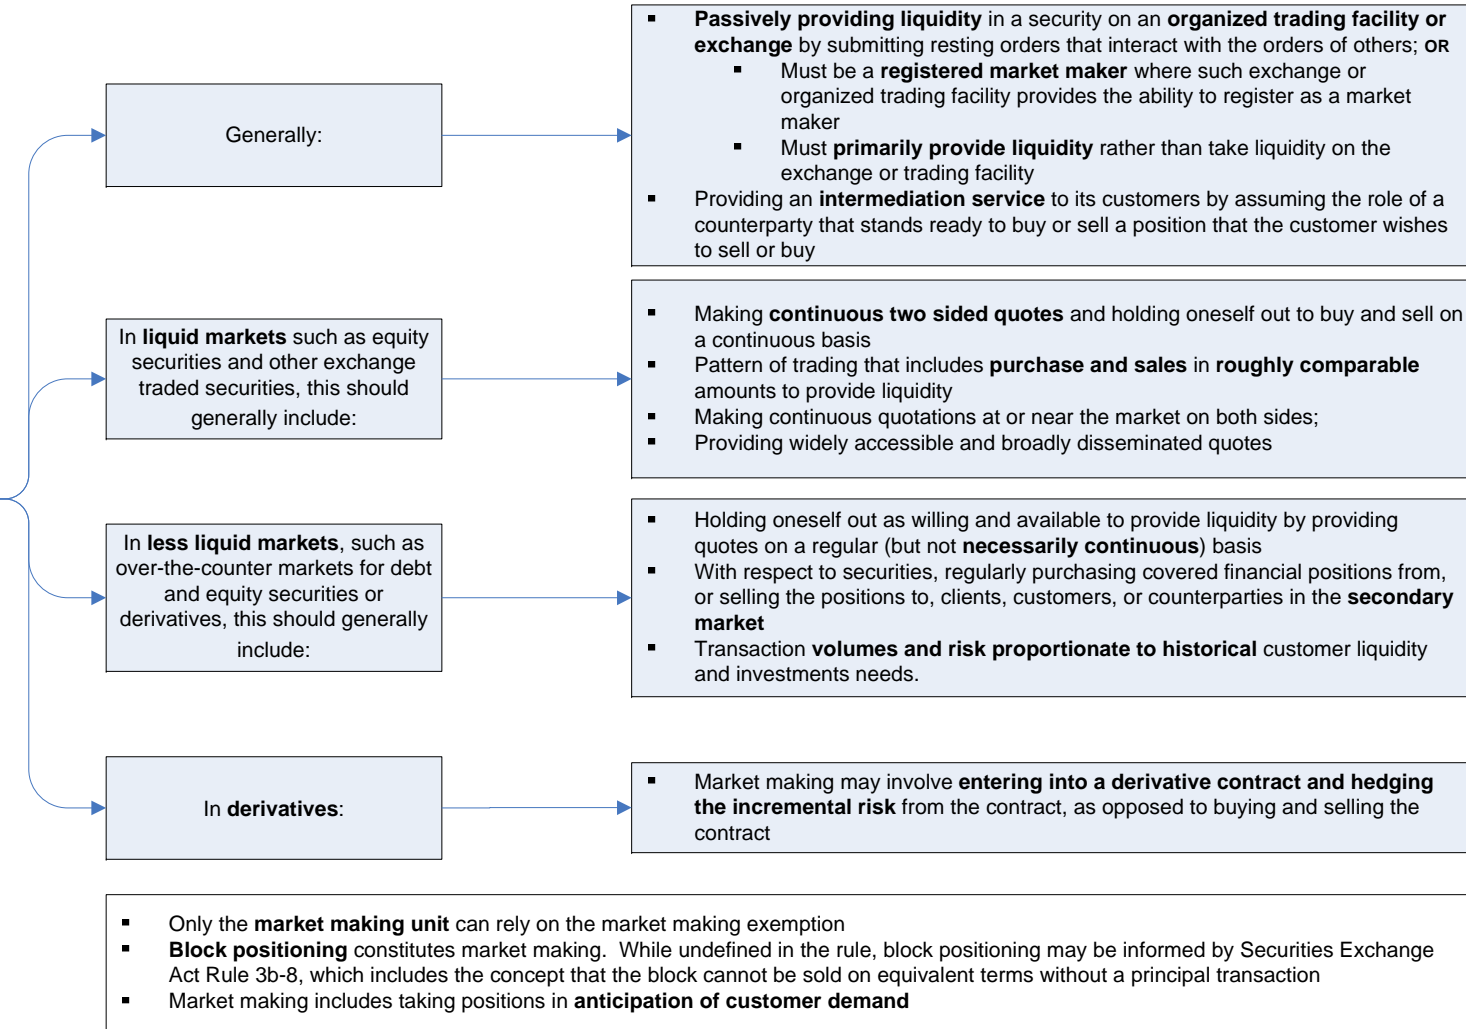 Generally:
▪ Passively providing liquidity in a security on an organized trading facility or
exchange by submitting resting orders that interact with the orders of others; OR
▪ Must be a registered market maker where such exchange or
organized trading facility provides the ability to register as a market
maker
▪ Must primarily provide liquidity rather than take liquidity on the
exchange or trading facility
▪ Providing an intermediation service to its customers by assuming the role of a
counterparty that stands ready to buy or sell a position that the customer wishes
to sell or buy
In liquid markets such as equity
securities and other exchange
traded securities, this should
generally include:
▪ Making continuous two sided quotes and holding oneself out to buy and sell on
a continuous basis
▪ Pattern of trading that includes purchase and sales in roughly comparable
amounts to provide liquidity
▪ Making continuous quotations at or near the market on both sides;
▪ Providing widely accessible and broadly disseminated quotes
In less liquid markets, such as
over-the-counter markets for debt
and equity securities or
derivatives, this should generally
include:
▪ Holding oneself out as willing and available to provide liquidity by providing
quotes on a regular (but not necessarily continuous) basis
▪ With respect to securities, regularly purchasing covered financial positions from,
or selling the positions to, clients, customers, or counterparties in the secondary
market
▪ Transaction volumes and risk proportionate to historical customer liquidity
and investments needs.
In derivatives:
▪ Market making may involve entering into a derivative contract and hedging
the incremental risk from the contract, as opposed to buying and selling the
contract
▪ Only the market making unit can rely on the market making exemption
▪ Block positioning constitutes market making. While undefined in the rule, block positioning may be informed by Securities Exchange
Act Rule 3b-8, which includes the concept that the block cannot be sold on equivalent terms without a principal transaction
▪ Market making includes taking positions in anticipation of customer demand